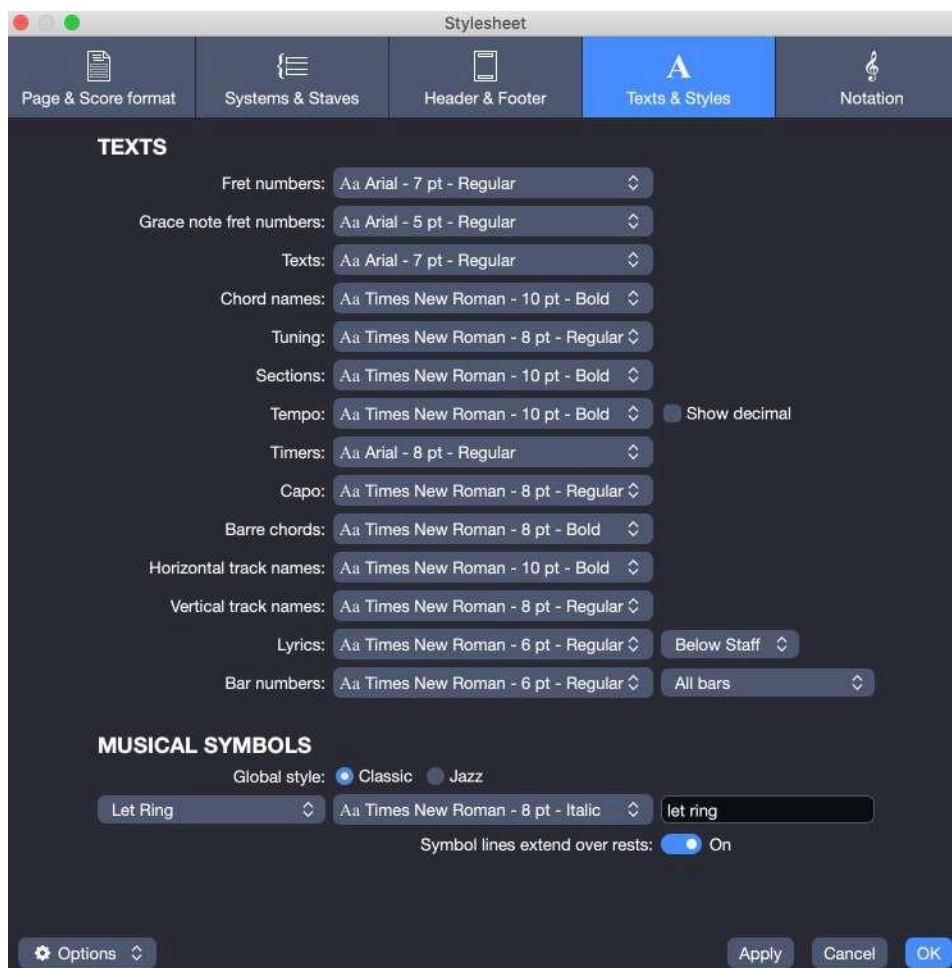 Stylesheet
Page & Score format
Systems & Staves
Header & Footer
A
Texts & Styles
Notation
TEXTS
Fret numbers: Aa Arial - 7 pt - Regular
Grace note fret numbers: Aa Arial - 5 pt - Regular
Texts: Aa Arial - 7 pt - Regular
Chord names: Aa Times New Roman - 10 pt - Bold
Tuning: Aa Times New Roman - 8 pt - Regular
Sections: Aa Times New Roman - 10 pt - Bold
Tempo: Aa Times New Roman - 10 pt - Bold Show decimal
Timers: Aa Arial - 8 pt - Regular
Capo: Aa Times New Roman - 8 pt - Regular
Barre chords: Aa Times New Roman - 8 pt - Bold
Horizontal track names: Aa Times New Roman - 10 pt - Bold
Vertical track names: Aa Times New Roman - 8 pt - Regular
Lyrics: Aa Times New Roman - 6 pt - Regular Below Staff
Bar numbers: Aa Times New Roman - 6 pt - Regular All bars
MUSICAL SYMBOLS
Global style: Classic Jazz
Let Ring Aa Times New Roman - 8 pt - Italic let ring
Symbol lines extend over rests: On
Options Apply Cancel OK